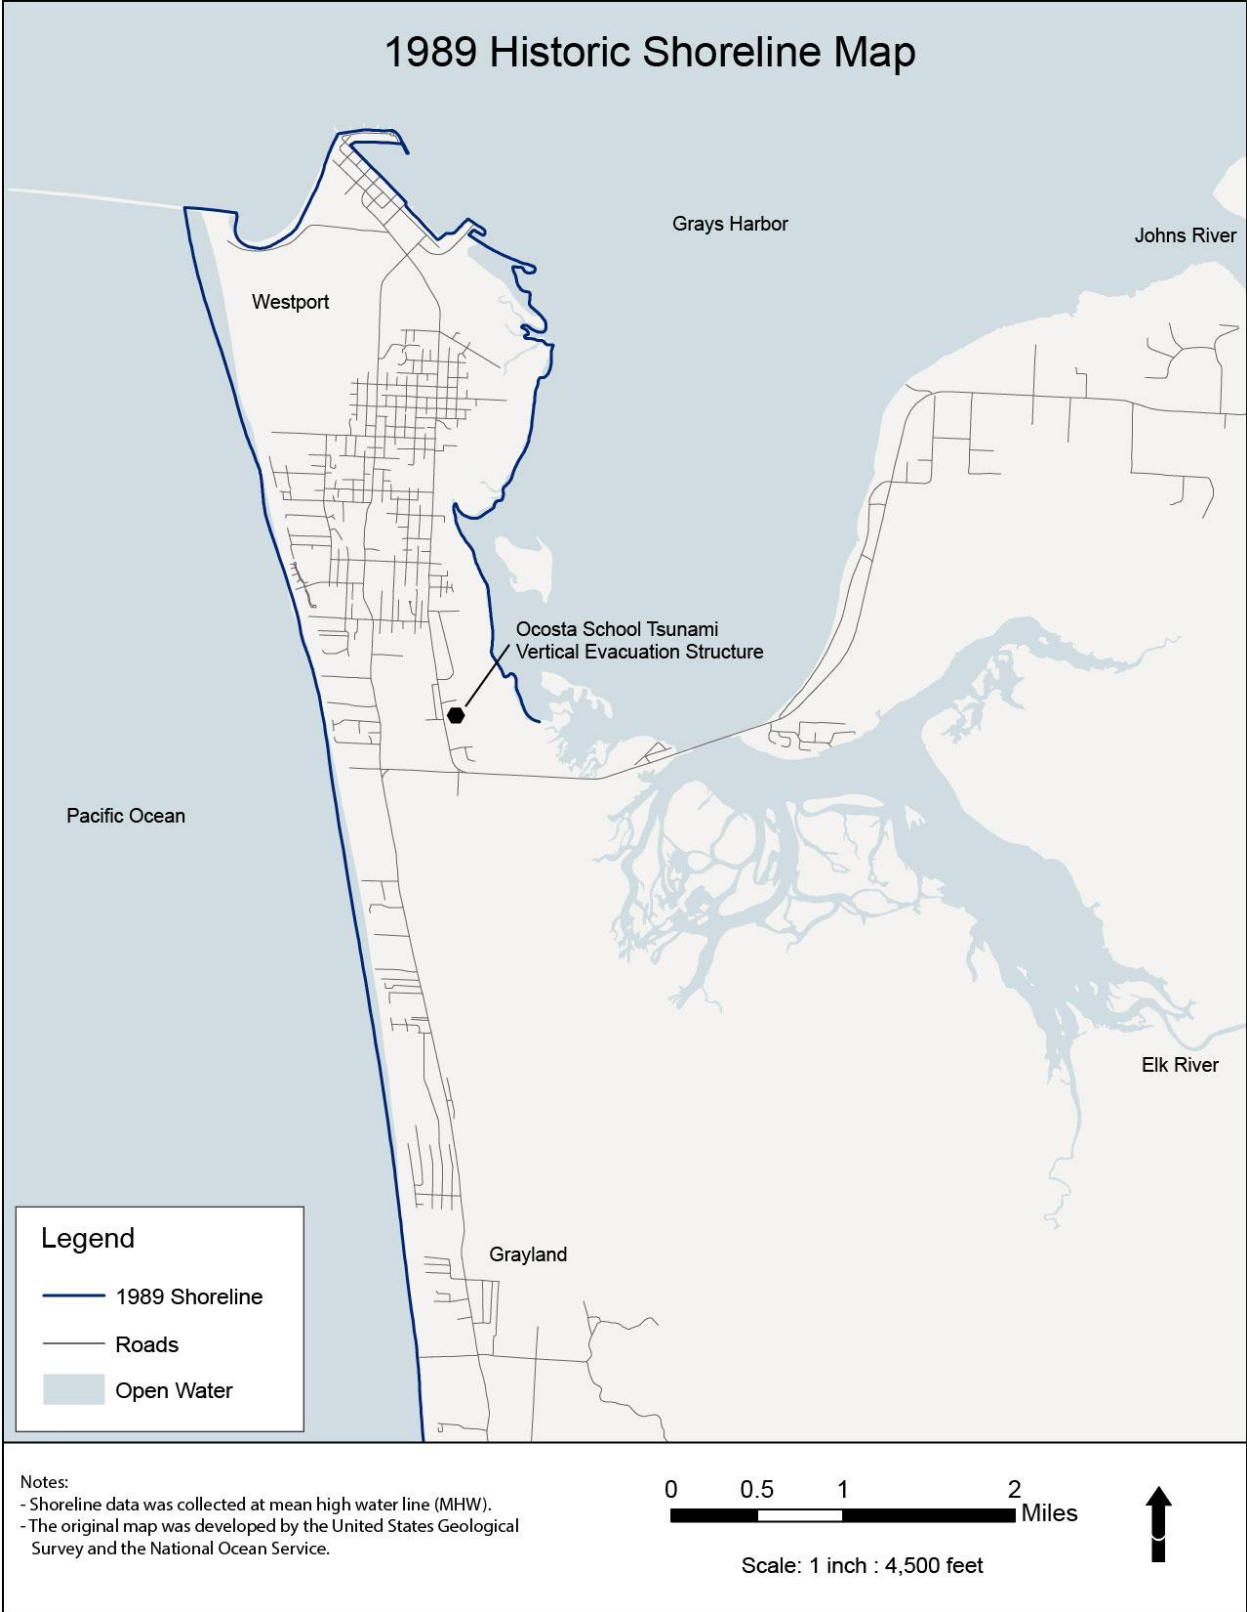 1989 Historic Shoreline Map
Grays Harbor
Johns River
Westport
Ocosta School Tsunami
Vertical Evacuation Structure
Pacific Ocean
Elk River
Grayland
Legend
1989 Shoreline
Roads
Open Water
Notes:
- Shoreline data was collected at mean high water line (MHW).
- The original map was developed by the United States Geological
Survey and the National Ocean Service.
0 0.5 1 2
Miles
Scale: 1 inch : 4,500 feet